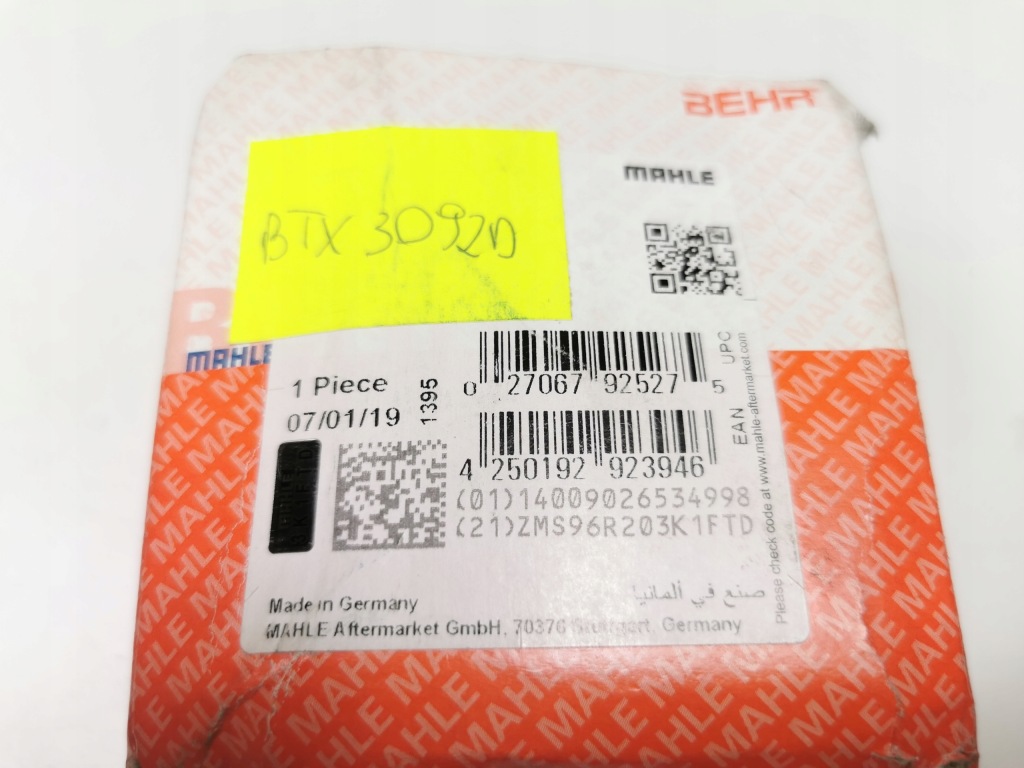 BEHR
MAHLE
BTX 3092D
MAHLE
1 Piece
07/01/19
1395
0 27067 92527 5
UPC
4 250192 923946
EAN
(01)14009026534998
(21)ZMS96R203K1FTD
Please check code at www.mahle-aftermarket.com
صنع في ألمانيا
Made in Germany
MAHLE Aftermarket GmbH, 70376 Stuttgart, Germany